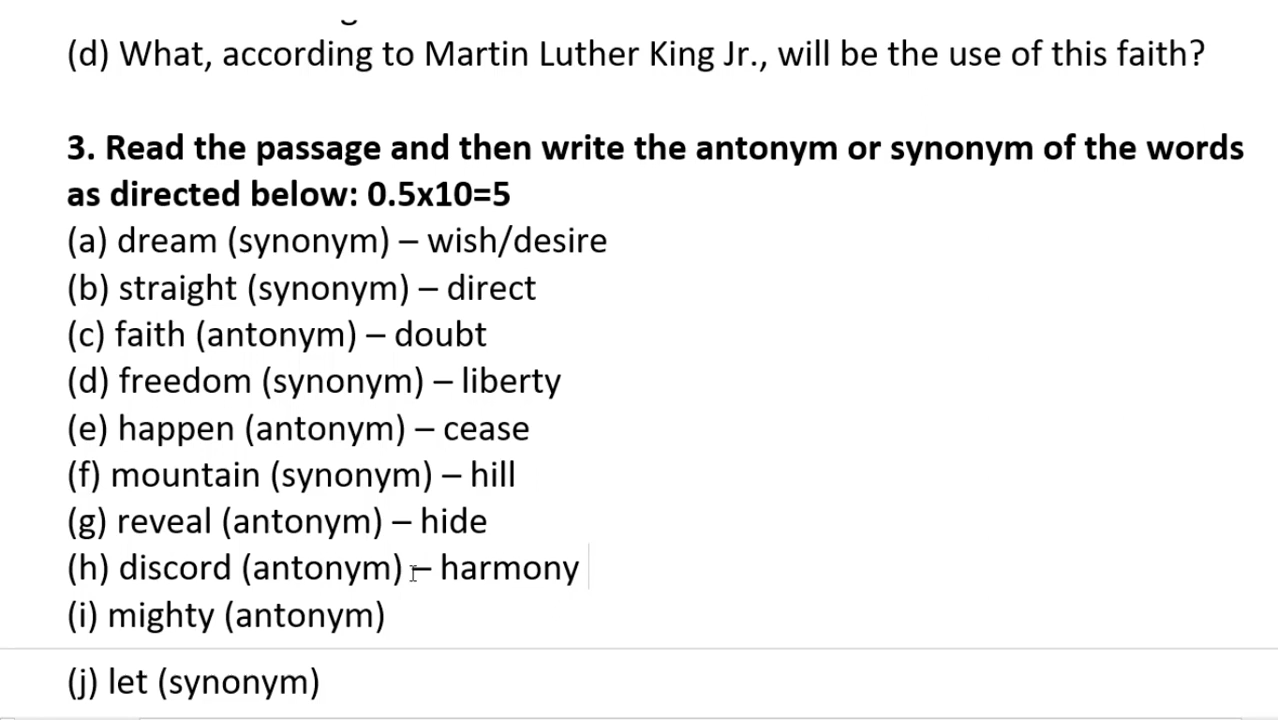 (d) What, according to Martin Luther King Jr., will be the use of this faith?
3. Read the passage and then write the antonym or synonym of the words
as directed below: 0.5x10=5
(a) dream (synonym) – wish/desire
(b) straight (synonym) – direct
(c) faith (antonym) – doubt
(d) freedom (synonym) – liberty
(e) happen (antonym) – cease
(f) mountain (synonym) – hill
(g) reveal (antonym) – hide
(h) discord (antonym) – harmony
(i) mighty (antonym)
(j) let (synonym)